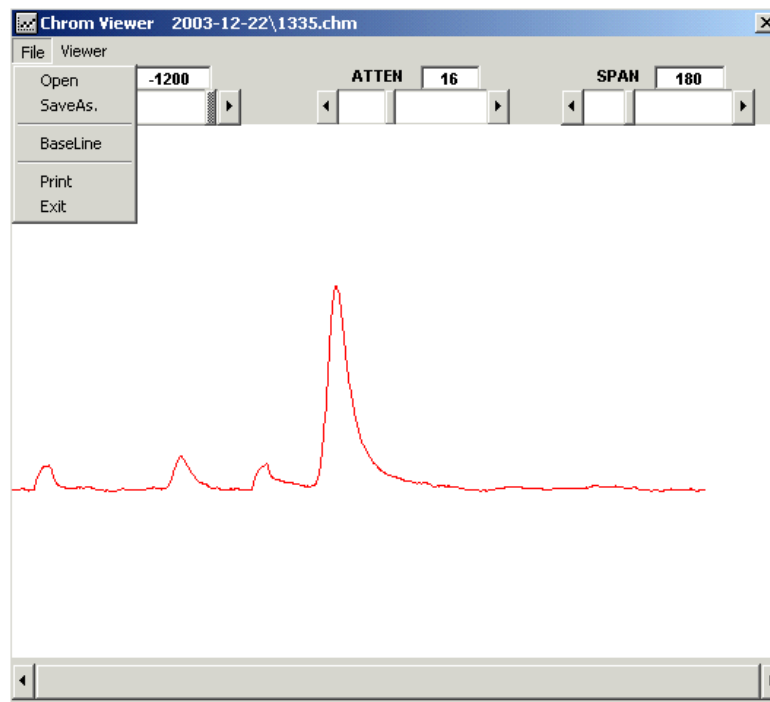 Chrom Viewer 2003-12-22\1335.chm
File Viewer
Open -1200 ATTEN 16 SPAN 180
SaveAs.
BaseLine
Print
Exit